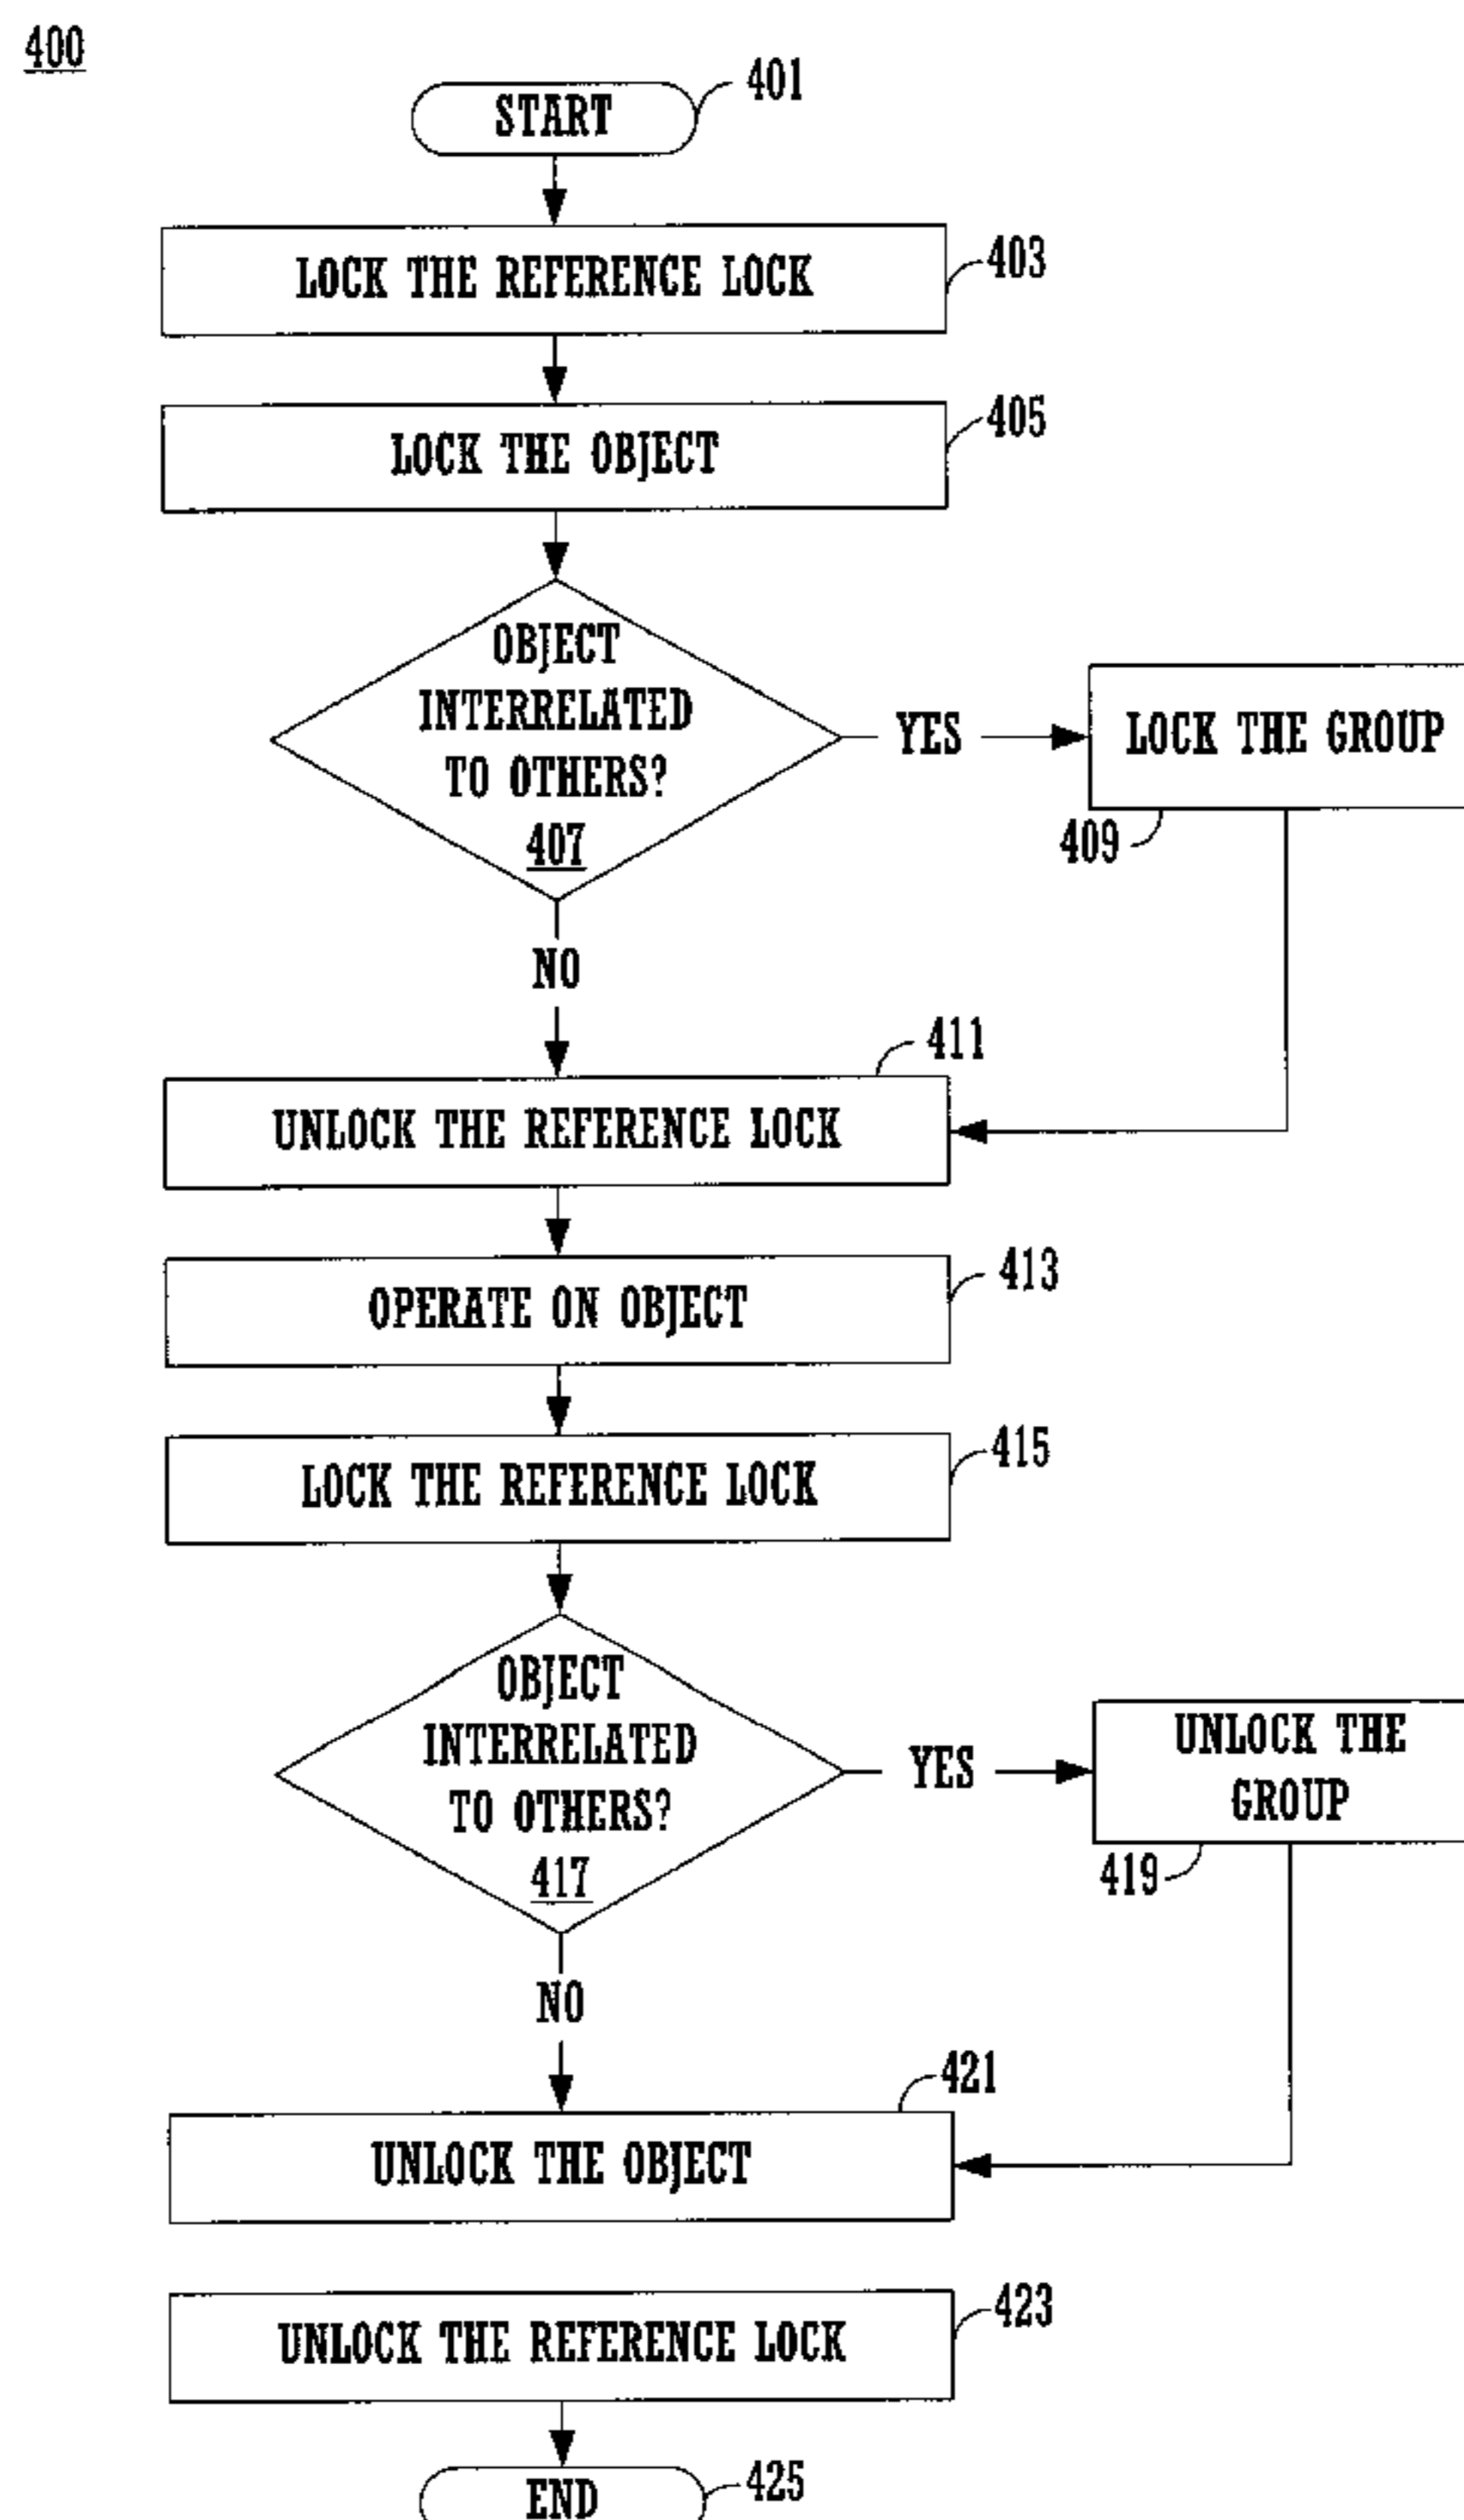 400
START
401
LOCK THE REFERENCE LOCK
403
LOCK THE OBJECT
405
OBJECT
INTERRELATED
TO OTHERS?
407
YES
LOCK THE GROUP
409
NO
411
UNLOCK THE REFERENCE LOCK
OPERATE ON OBJECT
413
LOCK THE REFERENCE LOCK
415
OBJECT
INTERRELATED
TO OTHERS?
417
YES
UNLOCK THE
GROUP
419
NO
421
UNLOCK THE OBJECT
UNLOCK THE REFERENCE LOCK
423
END
425